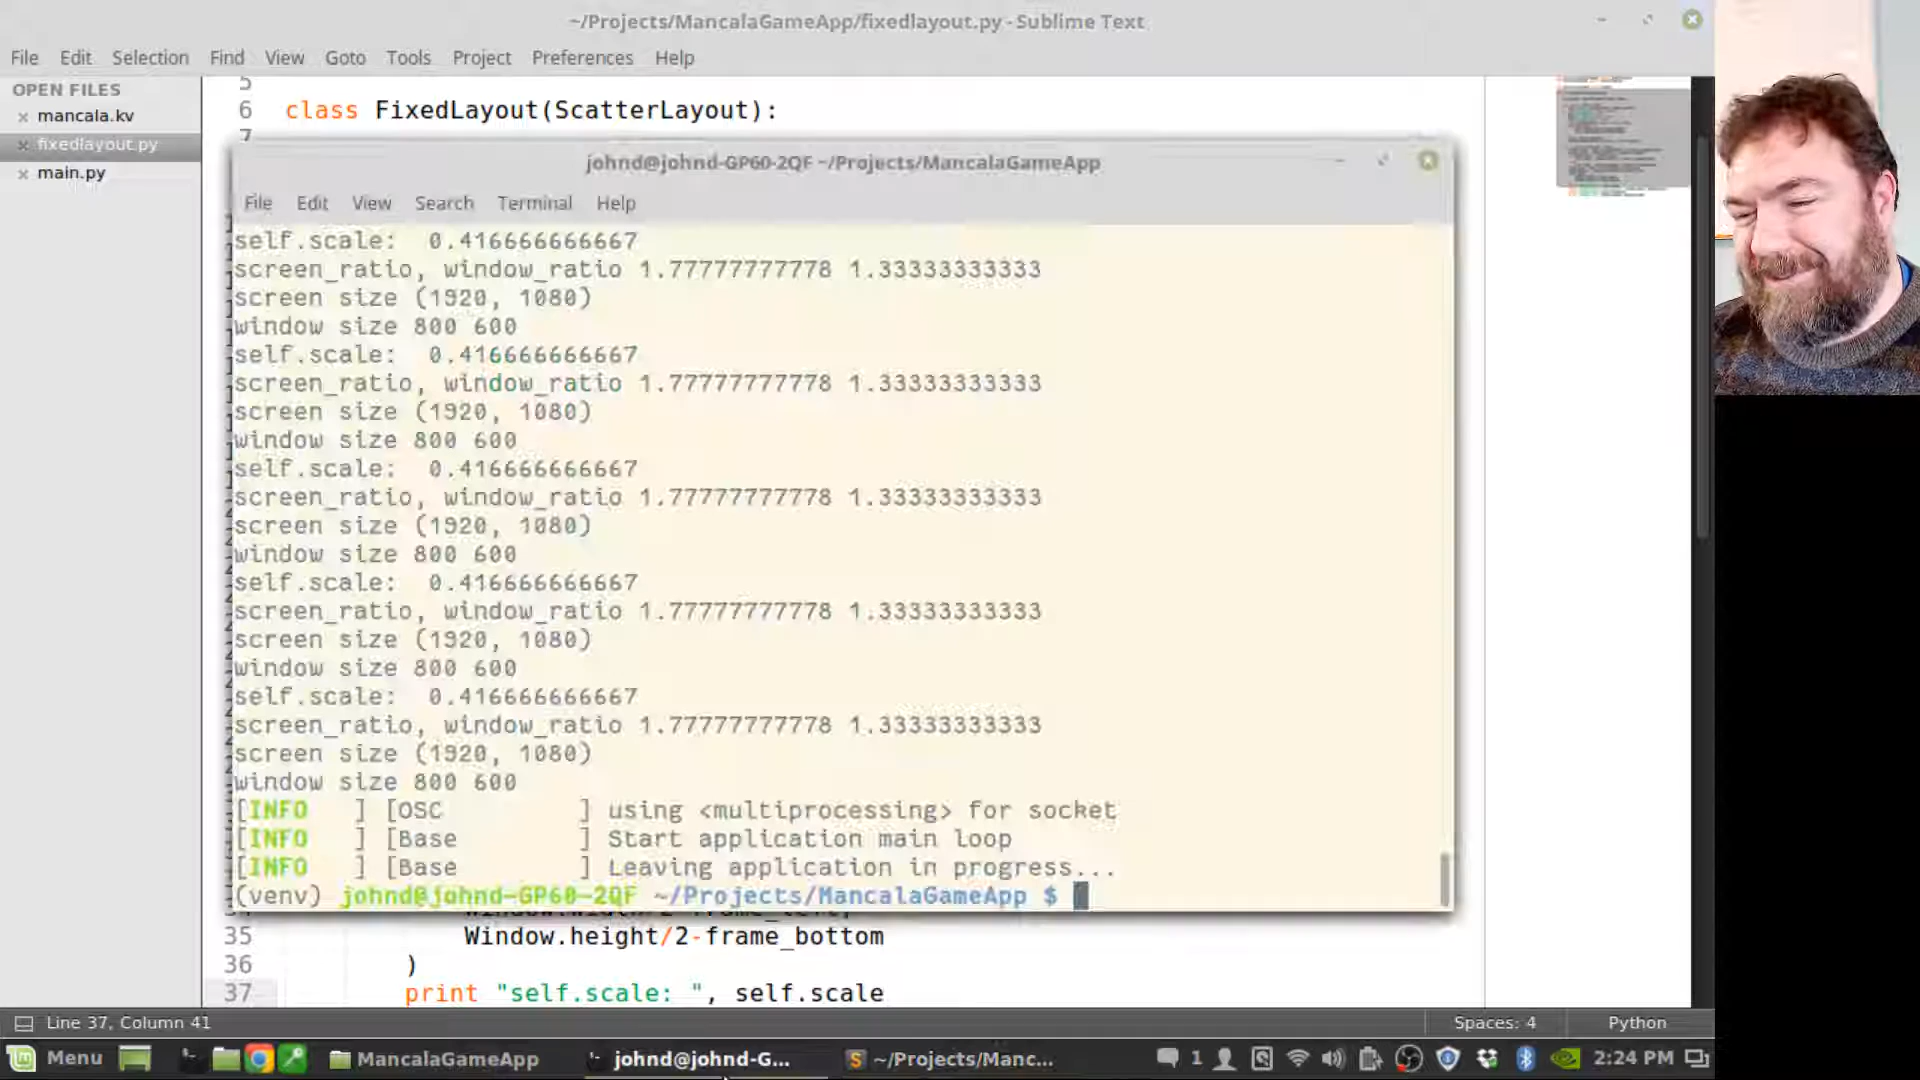 ~/Projects/MancalaGameApp/fixedlayout.py - Sublime Text
File Edit Selection Find View Goto Tools Project Preferences Help
OPEN FILES
mancala.kv
fixedlayout.py
main.py
5
6 class FixedLayout(ScatterLayout):
7
johnd@johnd-GP60-2QF ~/Projects/MancalaGameApp
File Edit View Search Terminal Help
self.scale: 0.416666666667
screen_ratio, window_ratio 1.77777777778 1.33333333333
screen size (1920, 1080)
window size 800 600
self.scale: 0.416666666667
screen_ratio, window_ratio 1.77777777778 1.33333333333
screen size (1920, 1080)
window size 800 600
self.scale: 0.416666666667
screen_ratio, window_ratio 1.77777777778 1.33333333333
screen size (1920, 1080)
window size 800 600
self.scale: 0.416666666667
screen_ratio, window_ratio 1.77777777778 1.33333333333
screen size (1920, 1080)
window size 800 600
self.scale: 0.416666666667
screen_ratio, window_ratio 1.77777777778 1.33333333333
screen size (1920, 1080)
window size 800 600
[INFO ] [OSC ] using <multiprocessing> for socket
[INFO ] [Base ] Start application main loop
[INFO ] [Base ] Leaving application in progress...
(venv) johnd@johnd-GP60-2QF ~/Projects/MancalaGameApp $
35 Window.height/2-frame_bottom
36 )
37 print "self.scale: ", self.scale
Line 37, Column 41 Spaces: 4 Python
Menu MancalaGameApp johnd@johnd-G... ~/Projects/Manc... 1 2:24 PM